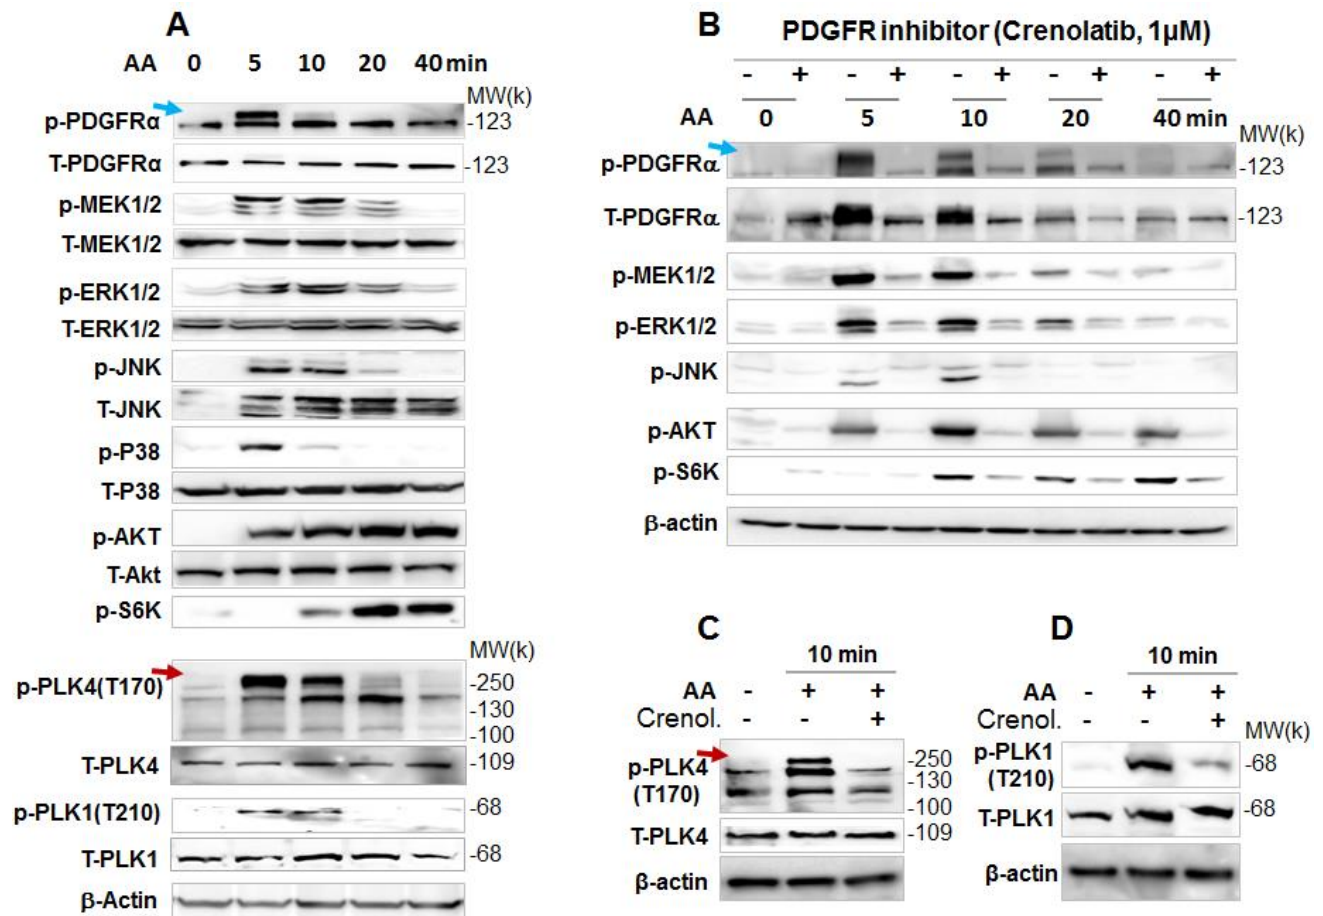 A
AA 0 5 10 20 40 min
MW(k)
p-PDGFRα -123
T-PDGFRα -123
p-MEK1/2
T-MEK1/2
p-ERK1/2
T-ERK1/2
p-JNK
T-JNK
p-P38
T-P38
p-AKT
T-Akt
p-S6K
MW(k)
p-PLK4(T170) -250
-130
-100
T-PLK4 -109
p-PLK1(T210) -68
T-PLK1 -68
β-Actin
B PDGFR inhibitor (Crenolatib, 1µM)
- + - + - + - + - +
AA 0 5 10 20 40 min
MW(k)
p-PDGFRα -123
T-PDGFRα -123
p-MEK1/2
p-ERK1/2
p-JNK
p-AKT
p-S6K
β-actin
C
10 min
AA - + +
Crenol. - - +
p-PLK4 -250
(T170) -130
-100
T-PLK4 -109
β-actin
D
10 min
AA - + +
Crenol. - - +
MW(k)
p-PLK1 -68
(T210)
T-PLK1 -68
β-actin